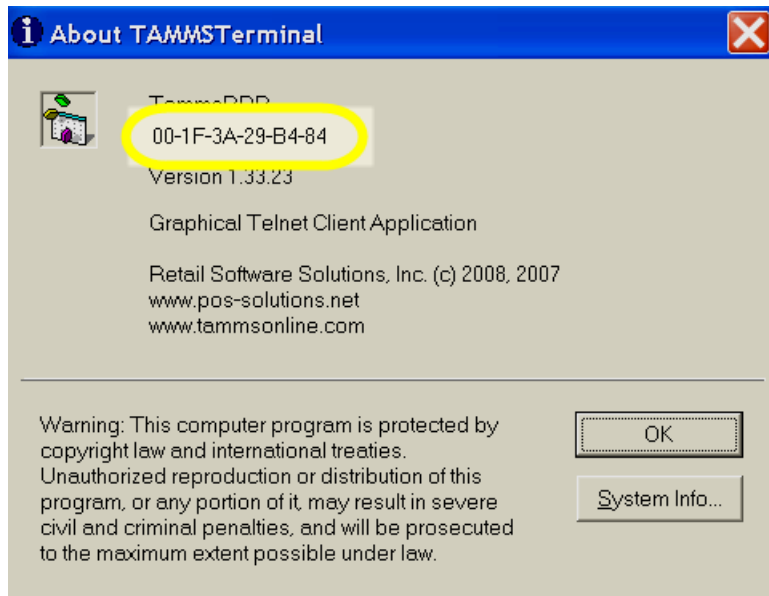 About TAMMSTerminal
00-1F-3A-29-B4-84
Version 1.33.23
Graphical Telnet Client Application
Retail Software Solutions, Inc. (c) 2008, 2007
www.pos-solutions.net
www.tammsonline.com
Warning: This computer program is protected by
copyright law and international treaties.
Unauthorized reproduction or distribution of this
program, or any portion of it, may result in severe
civil and criminal penalties, and will be prosecuted
to the maximum extent possible under law.
OK
System Info...